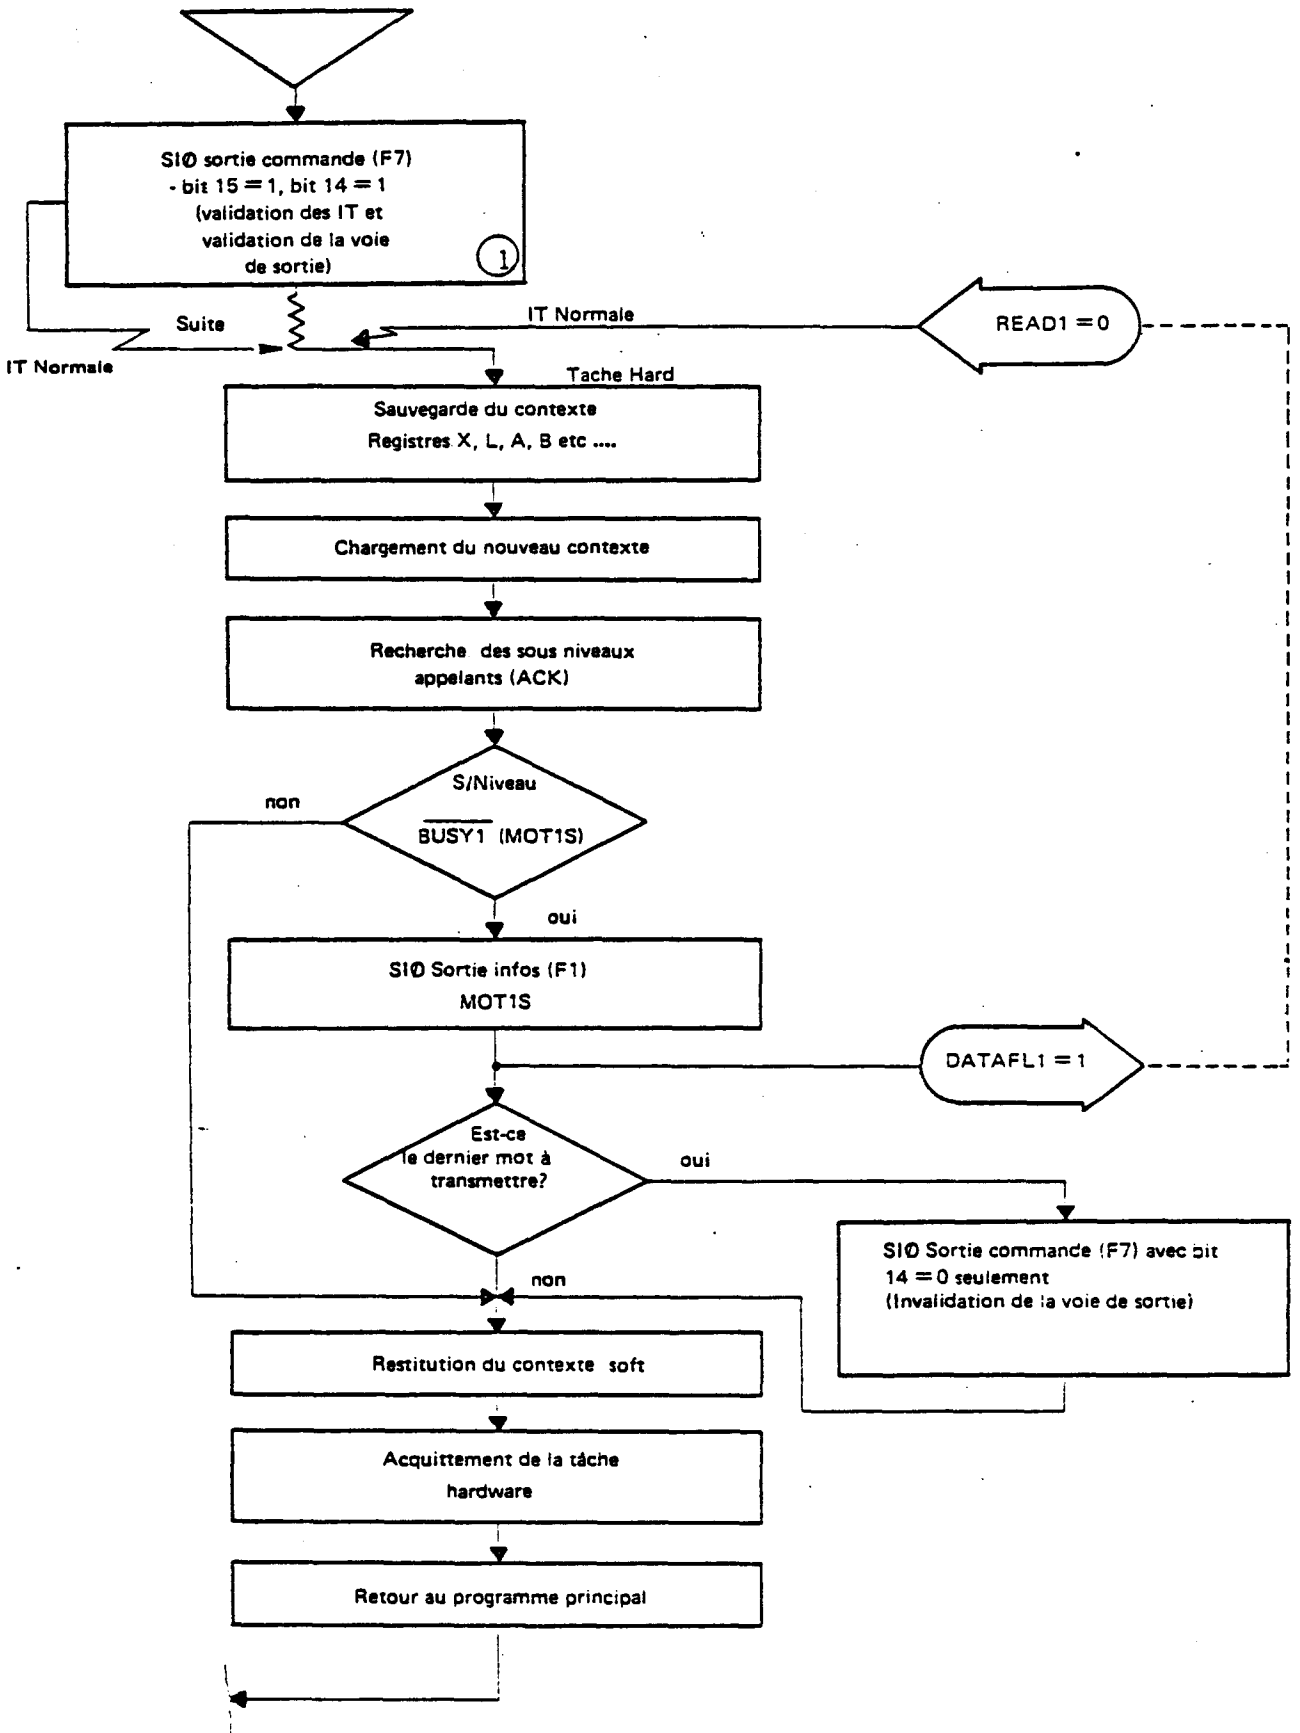 SIØ sortie commande (F7)
- bit 15 = 1, bit 14 = 1
(validation des IT et
validation de la voie
de sortie)
1
Suite
IT Normale
IT Normale
READ1 = 0
Tache Hard
Sauvegarde du contexte
Registres X, L, A, B etc ....
Chargement du nouveau contexte
Recherche des sous niveaux
appelants (ACK)
S/Niveau
non
B̅U̅S̅Y̅1̅ (MOT1S)
oui
SIØ Sortie infos (F1)
MOT1S
DATAFL1 = 1
Est-ce
le dernier mot à
transmettre?
oui
SIØ Sortie commande (F7) avec bit
14 = 0 seulement
(Invalidation de la voie de sortie)
non
Restitution du contexte soft
Acquittement de la tâche
hardware
Retour au programme principal